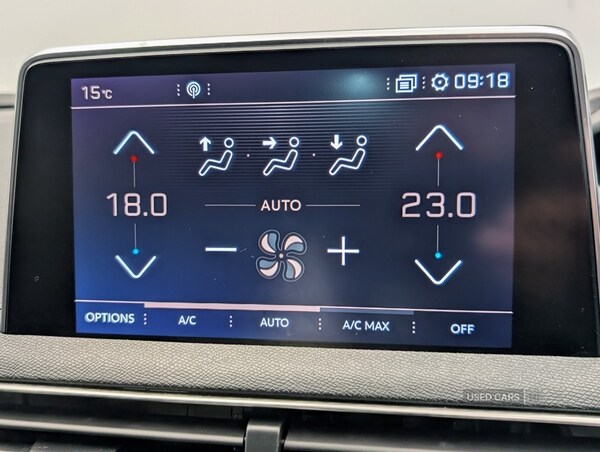 15°C 09:18
18.0 23.0
AUTO
OPTIONS A/C AUTO A/C MAX OFF
USED CARS